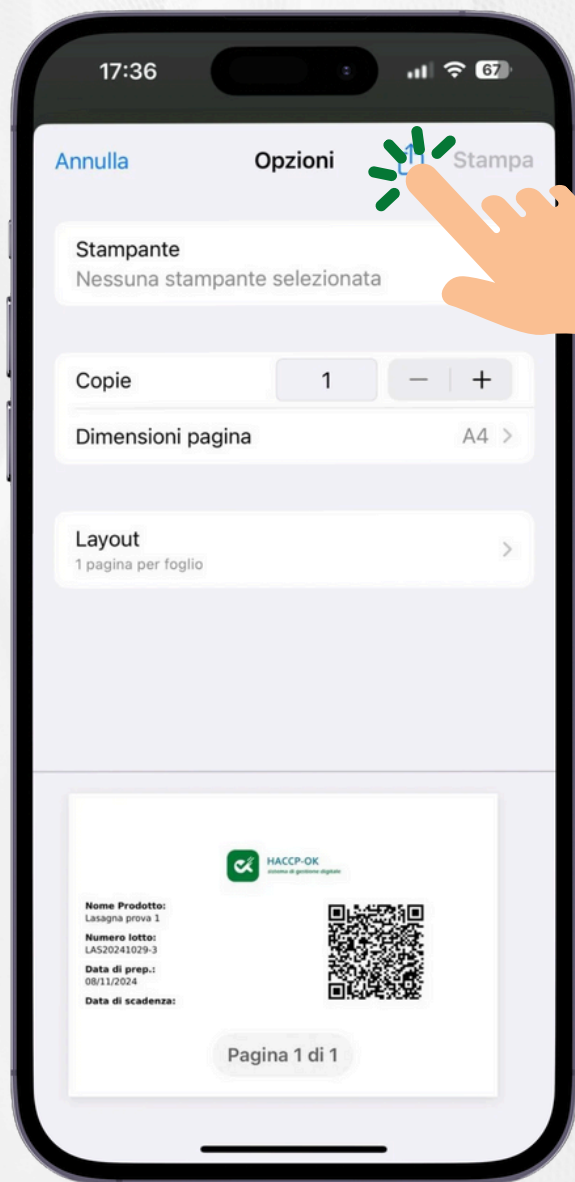 17:36
67
Annulla
Opzioni
Stampa
Stampante
Nessuna stampante selezionata
Copie
1
Dimensioni pagina
A4
Layout
1 pagina per foglio
HACCP-OK
sistema di gestione digitale
Nome Prodotto:
Lasagna prova 1
Numero lotto:
LAS20241029-3
Data di prep.:
08/11/2024
Data di scadenza:
Pagina 1 di 1